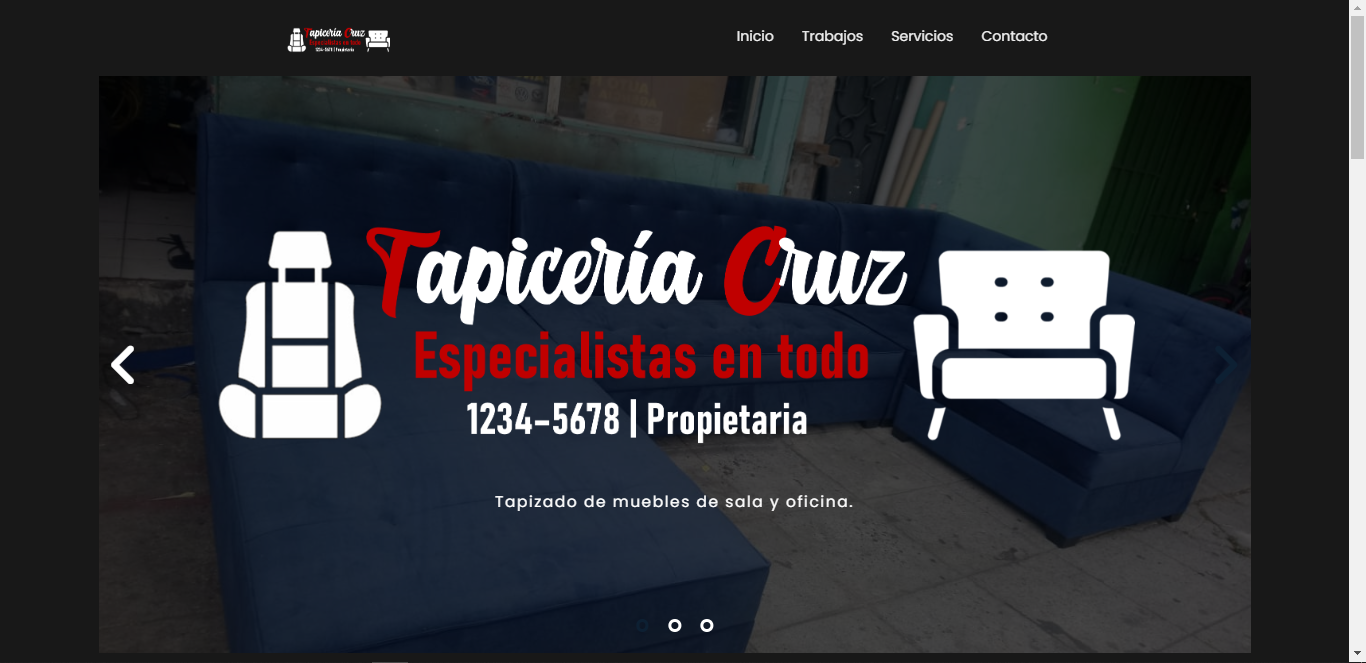 Tapicería Cruz
Especialistas en todo
1234-5678 | Propietaria
Inicio
Trabajos
Servicios
Contacto
Tapicería Cruz
Especialistas en todo
1234-5678 | Propietaria
Tapizado de muebles de sala y oficina.